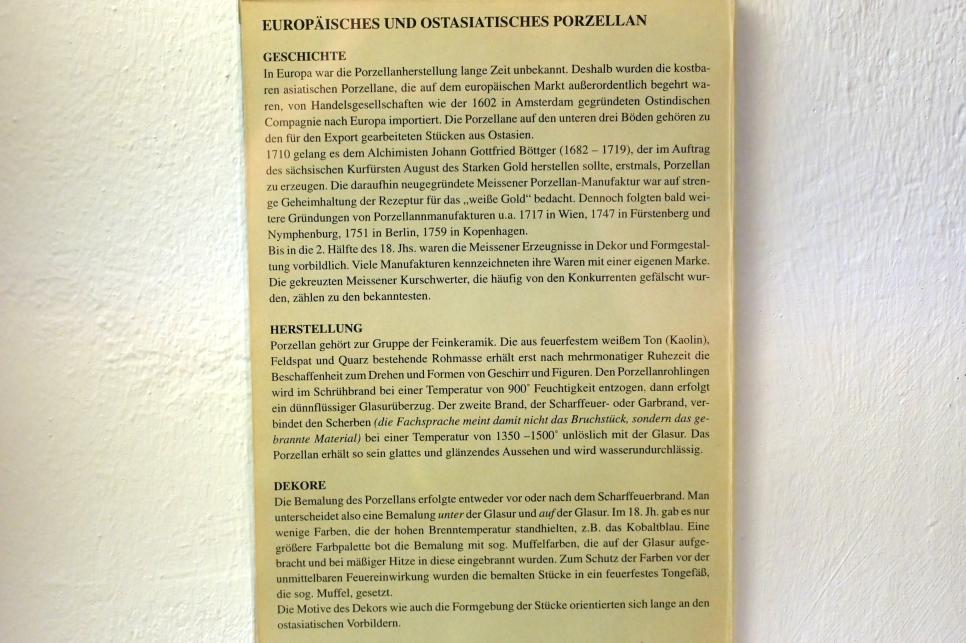 EUROPÄISCHES UND OSTASIATISCHES PORZELLAN
GESCHICHTE
In Europa war die Porzellanherstellung lange Zeit unbekannt. Deshalb wurden die kostba-
ren asiatischen Porzellane, die auf dem europäischen Markt außerordentlich begehrt wa-
ren, von Handelsgesellschaften wie der 1602 in Amsterdam gegründeten Ostindischen
Compagnie nach Europa importiert. Die Porzellane auf den unteren drei Böden gehören zu
den für den Export gearbeiteten Stücken aus Ostasien.
1710 gelang es dem Alchimisten Johann Gottfried Böttger (1682 – 1719), der im Auftrag
des sächsischen Kurfürsten August des Starken Gold herstellen sollte, erstmals, Porzellan
zu erzeugen. Die daraufhin neugegründete Meissener Porzellan-Manufaktur war auf stren-
ge Geheimhaltung der Rezeptur für das „weiße Gold“ bedacht. Dennoch folgten bald wei-
tere Gründungen von Porzellannmanufakturen u.a. 1717 in Wien, 1747 in Fürstenberg und
Nymphenburg, 1751 in Berlin, 1759 in Kopenhagen.
Bis in die 2. Hälfte des 18. Jhs. waren die Meissener Erzeugnisse in Dekor und Formgestal-
tung vorbildlich. Viele Manufakturen kennzeichneten ihre Waren mit einer eigenen Marke.
Die gekreuzten Meissener Kurschwerter, die häufig von den Konkurrenten gefälscht wur-
den, zählen zu den bekanntesten.
HERSTELLUNG
Porzellan gehört zur Gruppe der Feinkeramik. Die aus feuerfestem weißem Ton (Kaolin),
Feldspat und Quarz bestehende Rohmasse erhält erst nach mehrmonatiger Ruhezeit die
Beschaffenheit zum Drehen und Formen von Geschirr und Figuren. Den Porzellanrohlingen
wird im Schrühbrand bei einer Temperatur von 900° Feuchtigkeit entzogen, dann erfolgt
ein dünnflüssiger Glasurüberzug. Der zweite Brand, der Scharffeuer- oder Garbrand, ver-
bindet den Scherben (die Fachsprache meint damit nicht das Bruchstück, sondern das ge-
brannte Material) bei einer Temperatur von 1350 –1500° unlöslich mit der Glasur. Das
Porzellan erhält so sein glattes und glänzendes Aussehen und wird wasserundurchlässig.
DEKORE
Die Bemalung des Porzellans erfolgte entweder vor oder nach dem Scharffeuerbrand. Man
unterscheidet also eine Bemalung unter der Glasur und auf der Glasur. Im 18. Jh. gab es nur
wenige Farben, die der hohen Brenntemperatur standhielten, z.B. das Kobaltblau. Eine
größere Farbpalette bot die Bemalung mit sog. Muffelfarben, die auf der Glasur aufge-
bracht und bei mäßiger Hitze in diese eingebrannt wurden. Zum Schutz der Farben vor der
unmittelbaren Feuereinwirkung wurden die bemalten Stücke in ein feuerfestes Tongefäß,
die sog. Muffel, gesetzt.
Die Motive des Dekors wie auch die Formgebung der Stücke orientierten sich lange an den
ostasiatischen Vorbildern.